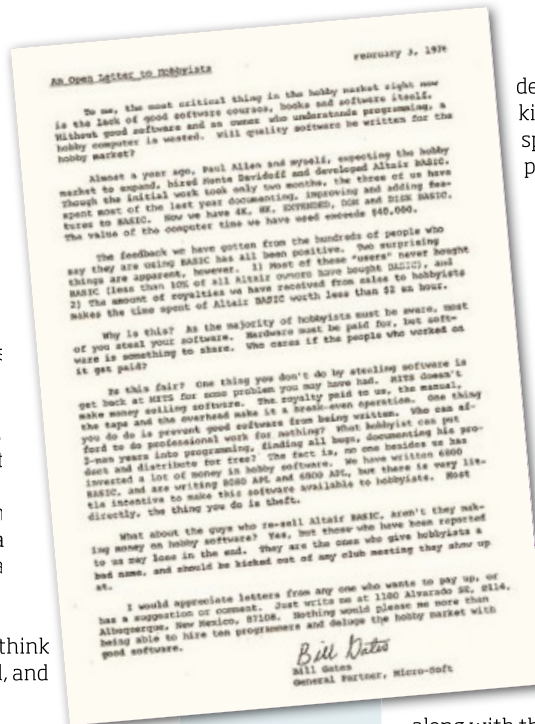 February 3, 1976
An Open Letter to Hobbyists
To me, the most critical thing in the hobby market right now
is the lack of good software courses, books and software itself.
Without good software and an owner who understands programming, a
hobby computer is wasted. Will quality software be written for the
hobby market?
Almost a year ago, Paul Allen and myself, expecting the hobby
market to expand, hired Monte Davidoff and developed Altair BASIC.
Though the initial work took only two months, the three of us have
spent most of the last year documenting, improving and adding fea-
tures to BASIC. Now we have 4K, 8K, EXTENDED, ROM and DISK BASIC.
The value of the computer time we have used exceeds $40,000.
The feedback we have gotten from the hundreds of people who
say they are using BASIC has all been positive. Two surprising
things are apparent, however. 1) Most of these "users" never bought
BASIC (less than 10% of all Altair owners have bought BASIC), and
2) The amount of royalties we have received from sales to hobbyists
makes the time spent of Altair BASIC worth less than $2 an hour.
Why is this? As the majority of hobbyists must be aware, most
of you steal your software. Hardware must be paid for, but soft-
ware is something to share. Who cares if the people who worked on
it get paid?
Is this fair? One thing you don't do by stealing software is
get back at MITS for some problem you may have had. MITS doesn't
make money selling software. The royalty paid to us, the manual,
the tape and the overhead make it a break-even operation. One thing
you do do is prevent good software from being written. Who can af-
ford to do professional work for nothing? What hobbyist can put
3-man years into programming, finding all bugs, documenting his pro-
duct and distribute for free? The fact is, no one besides us has
invested a lot of money in hobby software. We have written 6800
BASIC, and are writing 8080 APL and 6800 APL, but there is very lit-
tle incentive to make this software available to hobbyists. Most
directly, the thing you do is theft.
What about the guys who re-sell Altair BASIC, aren't they mak-
ing money on hobby software? Yes, but those who have been reported
to us may lose in the end. They are the ones who give hobbyists a
bad name, and should be kicked out of any club meeting they show up
at.
I would appreciate letters from any one who wants to pay up, or
has a suggestion or comment. Just write me at 1180 Alvarado SE, #114,
Albuquerque, New Mexico, 87108. Nothing would please me more than
being able to hire ten programmers and deluge the hobby market with
good software.
Bill Gates
Bill Gates
General Partner, Micro-Soft
de
ki
sp
p
t
a
a
think
l, and
along with th